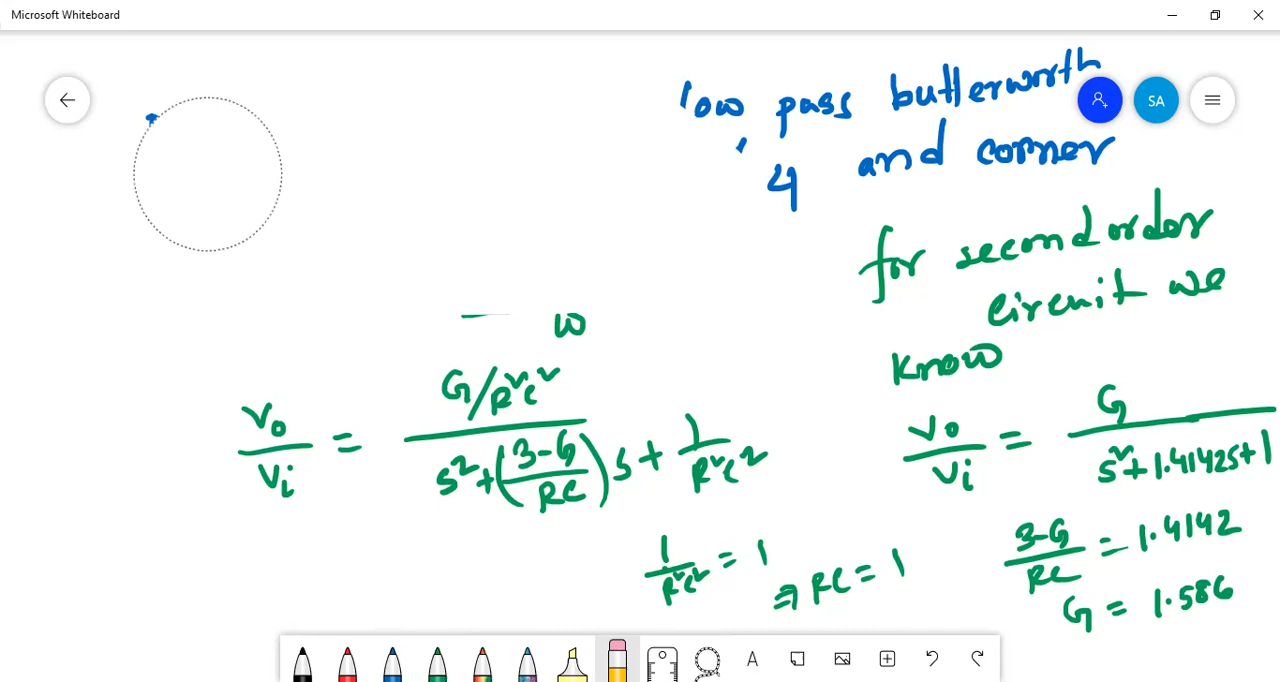 Microsoft Whiteboard
low pass butterworth
SA
4 and corner
for second order
circuit we
know
w
Vo/Vi = (G/R²C²)/(s²+((3-G)/RC)s+1/R²C²)
Vo/Vi = G/(s²+1.4142s+1)
1/R²C² = 1 ⇒ RC = 1
(3-G)/RC = 1.4142
G = 1.586
A